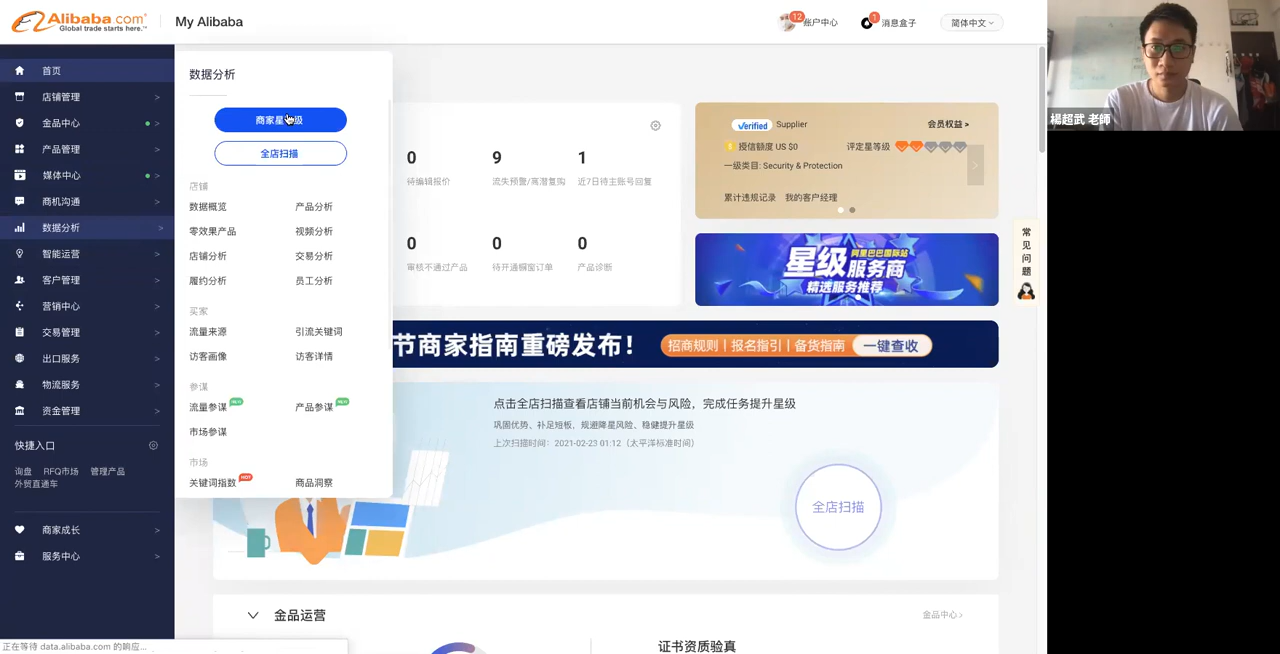 Alibaba.com
Global trade starts here.™
My Alibaba
12
账户中心
1
消息盒子
简体中文
首页
店铺管理
金品中心
产品管理
媒体中心
商机沟通
数据分析
智能运营
客户管理
营销中心
交易管理
出口服务
物流服务
资金管理
快捷入口
询盘 RFQ市场 管理产品
外贸直通车
商家成长
服务中心
正在等待 data.alibaba.com 的响应...
数据分析
商家星等级
全店扫描
店铺
数据概览 产品分析
零效果产品 视频分析
店铺分析 交易分析
履约分析 员工分析
买家
流量来源 引流关键词
访客画像 访客详情
参谋
流量参谋 NEW 产品参谋 NEW
市场参谋
市场
关键词指数 HOT 商品洞察
0 9 1
待编辑报价 流失预警/高潜复购 近7日待主账号回复
0 0 0
审核不通过产品 待开通橱窗订单 产品诊断
Verified Supplier 会员权益 >
$ 授信额度 US $0 评定星等级
一级类目: Security & Protection
累计违规记录 我的客户经理
星级 阿里巴巴国际站
服务商
精选服务推荐
常见问题
节商家指南重磅发布!
招商规则 | 报名指引 | 备货指南 一键查收
点击全店扫描查看店铺当前机会与风险，完成任务提升星级
巩固优势、补足短板，规避降星风险、稳健提升星级
上次扫描时间：2021-02-23 01:12（太平洋标准时间）
全店扫描
金品运营
金品中心 >
证书资质验真
楊超武 老師